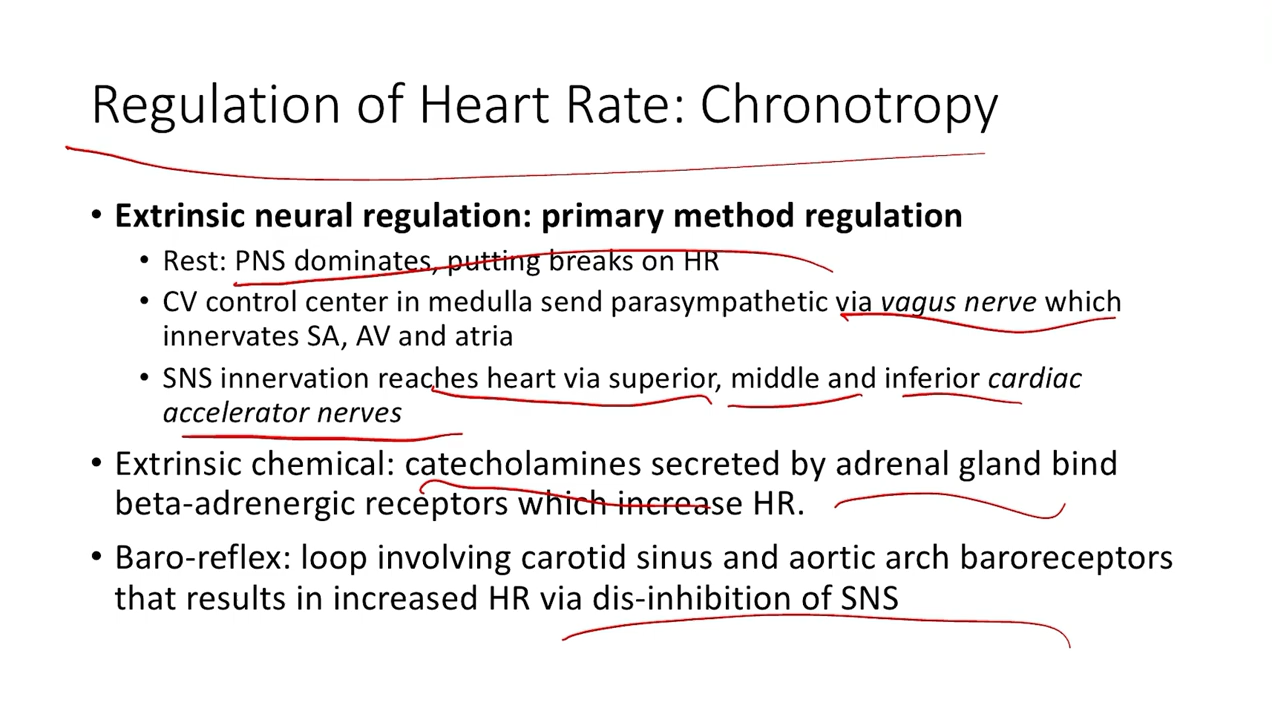 Regulation of Heart Rate: Chronotropy
• Extrinsic neural regulation: primary method regulation
• Rest: PNS dominates, putting breaks on HR
• CV control center in medulla send parasympathetic via vagus nerve which
innervates SA, AV and atria
• SNS innervation reaches heart via superior, middle and inferior cardiac
accelerator nerves
• Extrinsic chemical: catecholamines secreted by adrenal gland bind
beta-adrenergic receptors which increase HR.
• Baro-reflex: loop involving carotid sinus and aortic arch baroreceptors
that results in increased HR via dis-inhibition of SNS